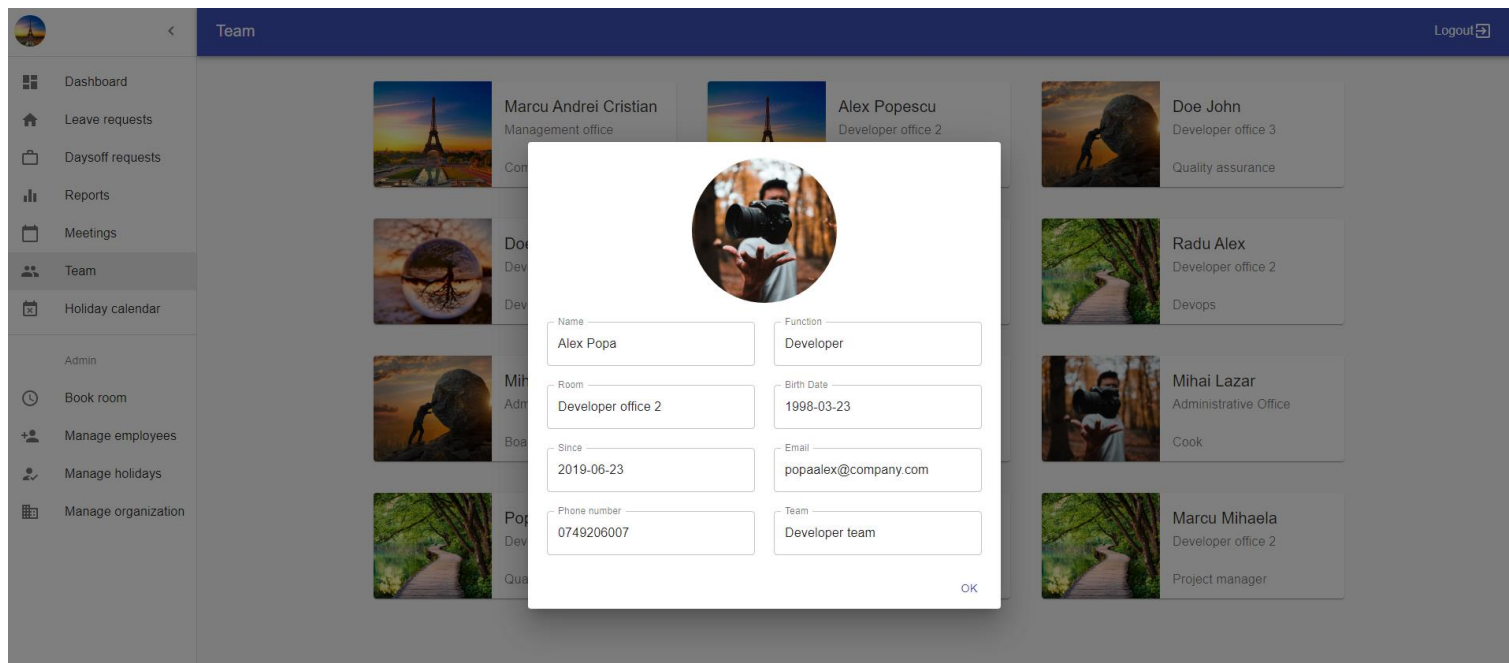 Team
Logout
Dashboard
Leave requests
Daysoff requests
Reports
Meetings
Team
Holiday calendar
Admin
Book room
Manage employees
Manage holidays
Manage organization
Marcu Andrei Cristian
Management office
Alex Popescu
Developer office 2
Doe John
Developer office 3
Quality assurance
Radu Alex
Developer office 2
Devops
Mihai Lazar
Administrative Office
Cook
Marcu Mihaela
Developer office 2
Project manager
Name
Alex Popa
Function
Developer
Room
Developer office 2
Birth Date
1998-03-23
Since
2019-06-23
Email
popaalex@company.com
Phone number
0749206007
Team
Developer team
OK